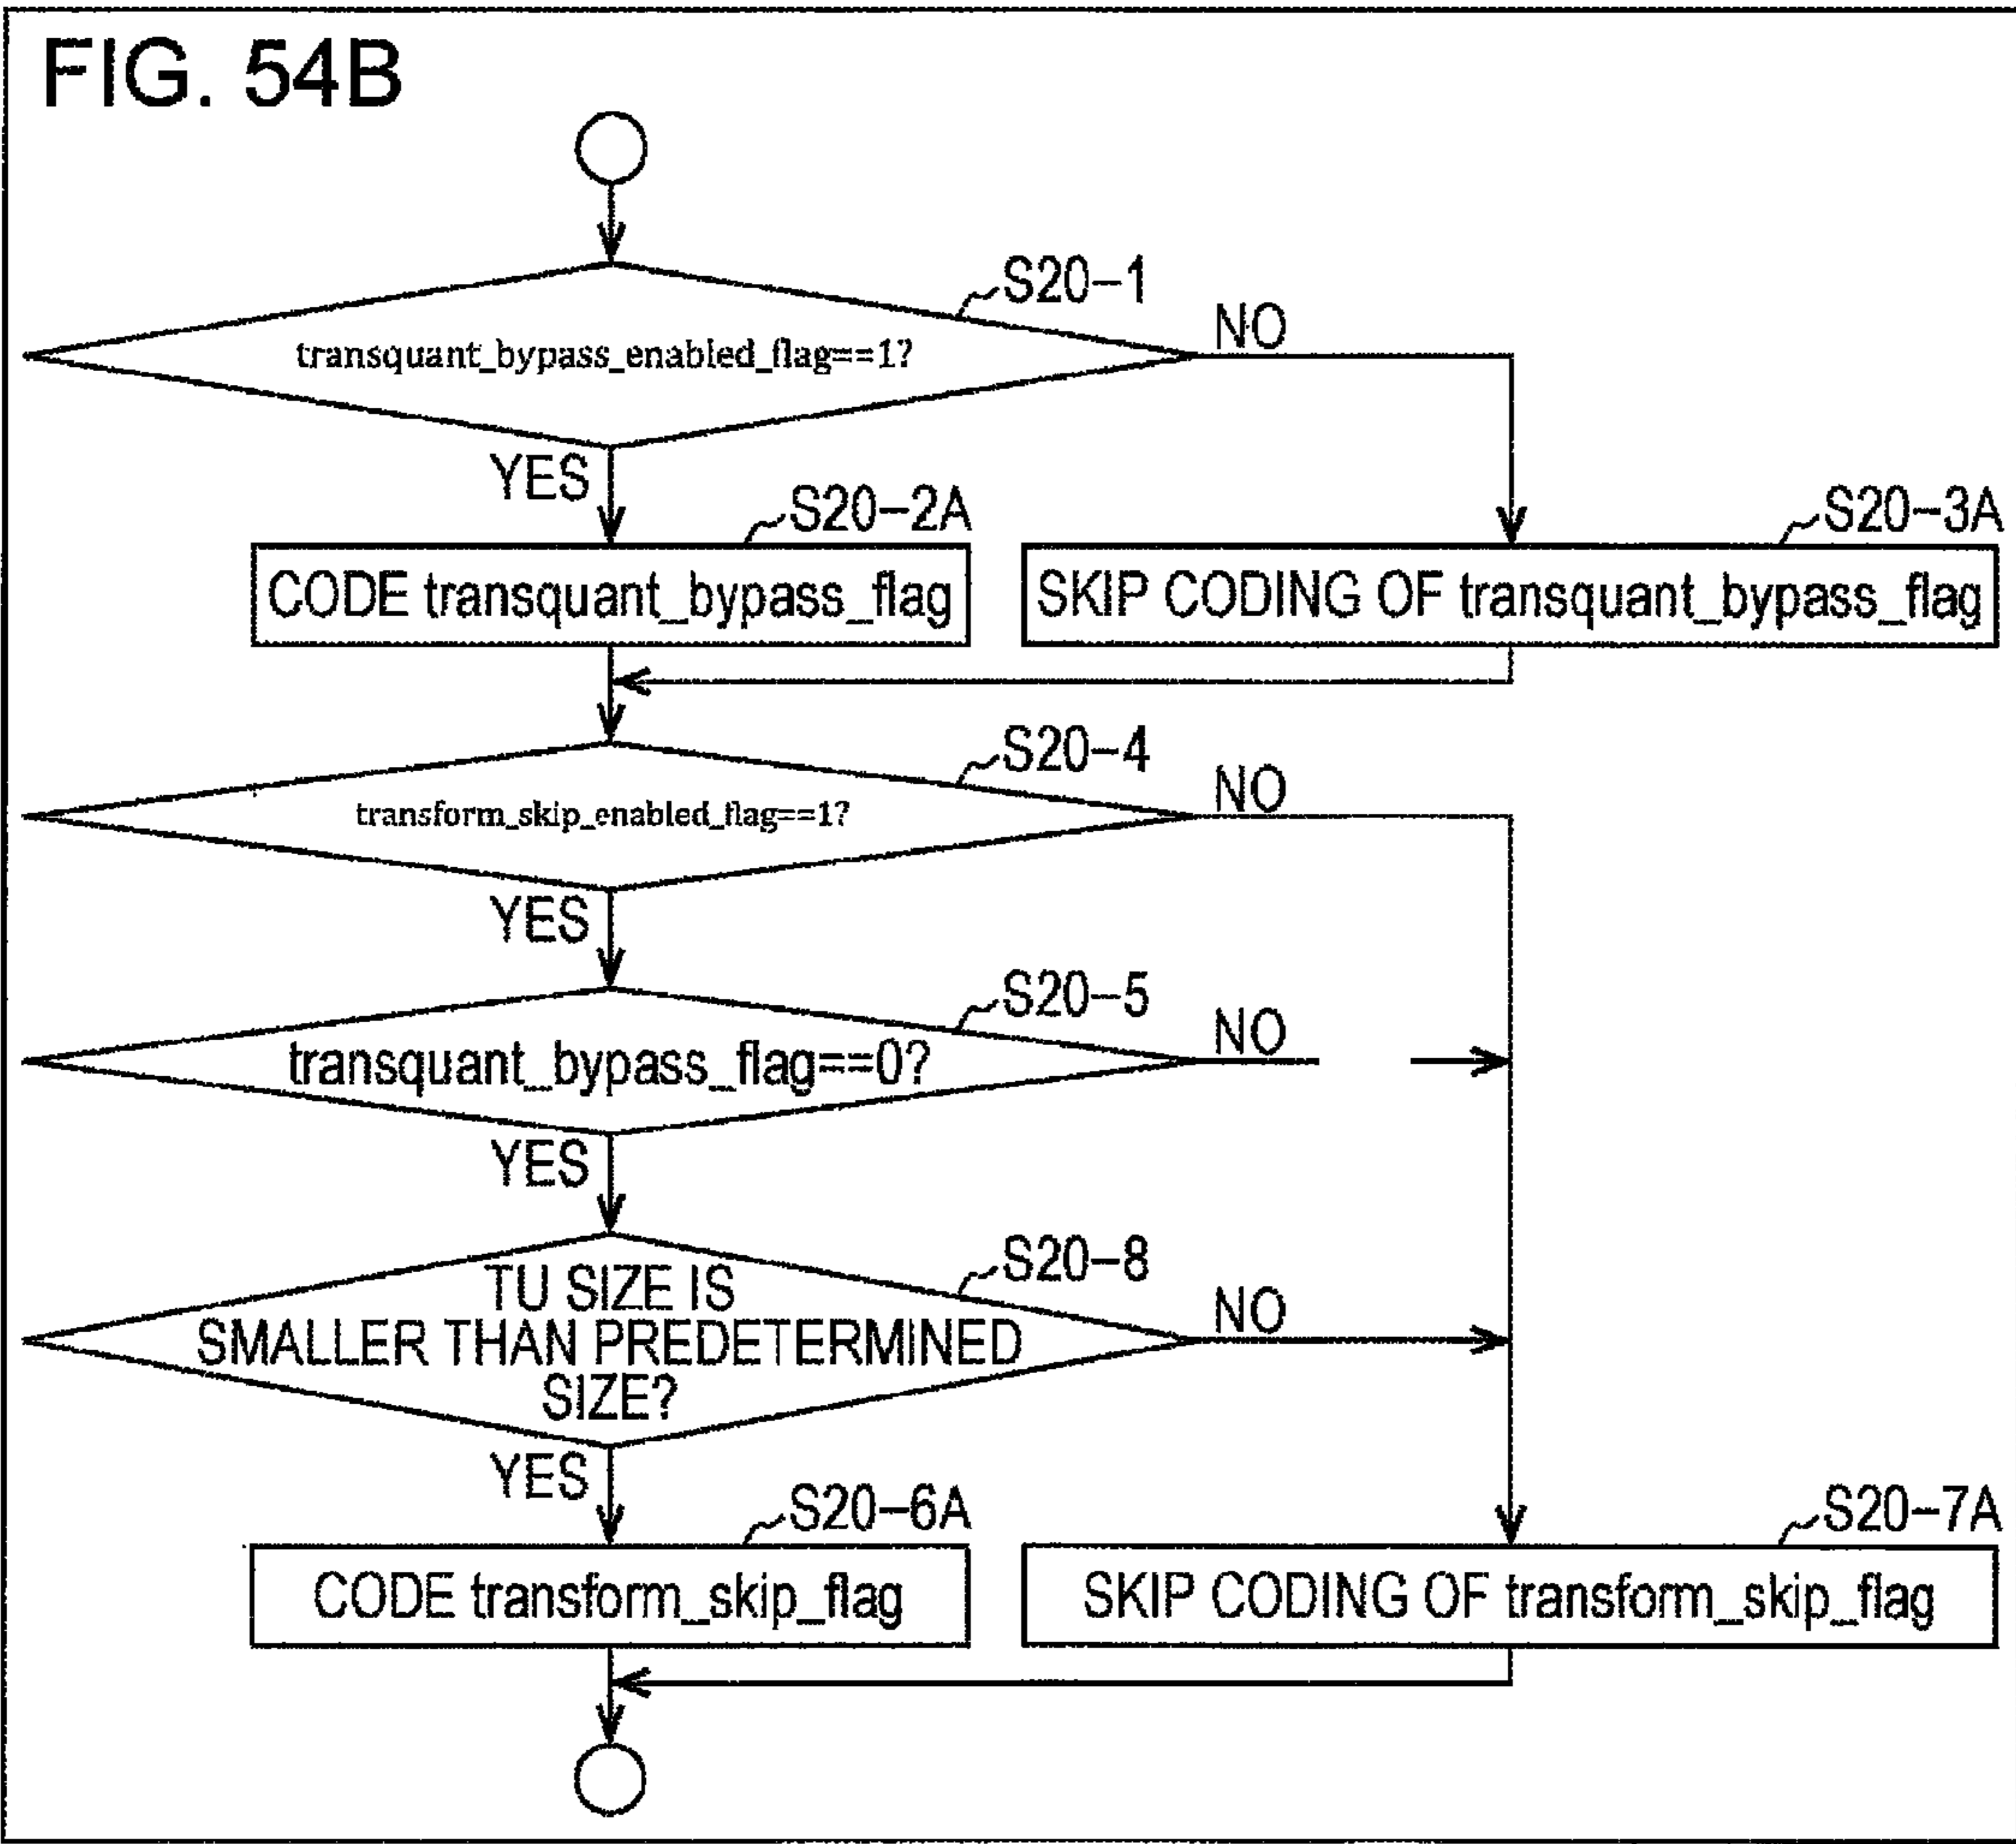 FIG. 54B
S20-1
transquant_bypass_enabled_flag==1?
NO
YES
S20-2A
S20-3A
CODE transquant_bypass_flag
SKIP CODING OF transquant_bypass_flag
S20-4
transform_skip_enabled_flag==1?
NO
YES
S20-5
transquant_bypass_flag==0?
NO
YES
S20-8
TU SIZE IS
SMALLER THAN PREDETERMINED
SIZE?
NO
YES
S20-6A
S20-7A
CODE transform_skip_flag
SKIP CODING OF transform_skip_flag